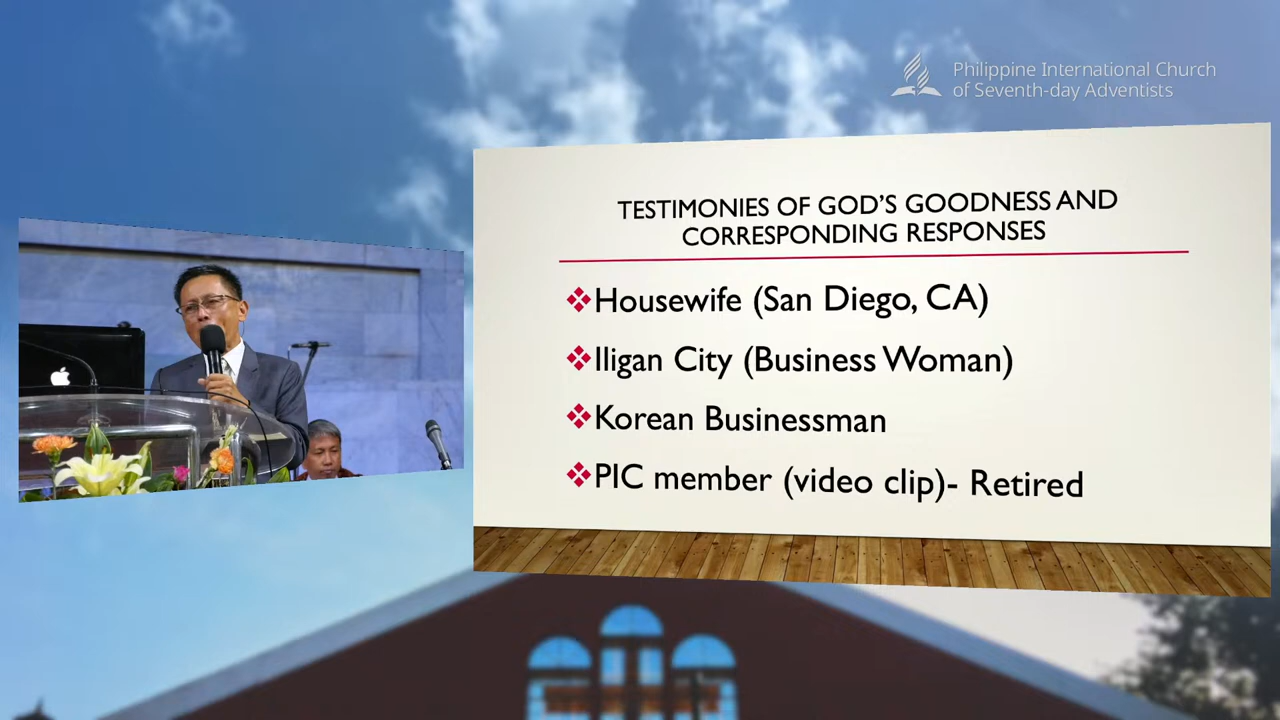 Philippine International Church
of Seventh-day Adventists
TESTIMONIES OF GOD'S GOODNESS AND
CORRESPONDING RESPONSES
❖Housewife (San Diego, CA)
❖Iligan City (Business Woman)
❖Korean Businessman
❖PIC member (video clip)- Retired